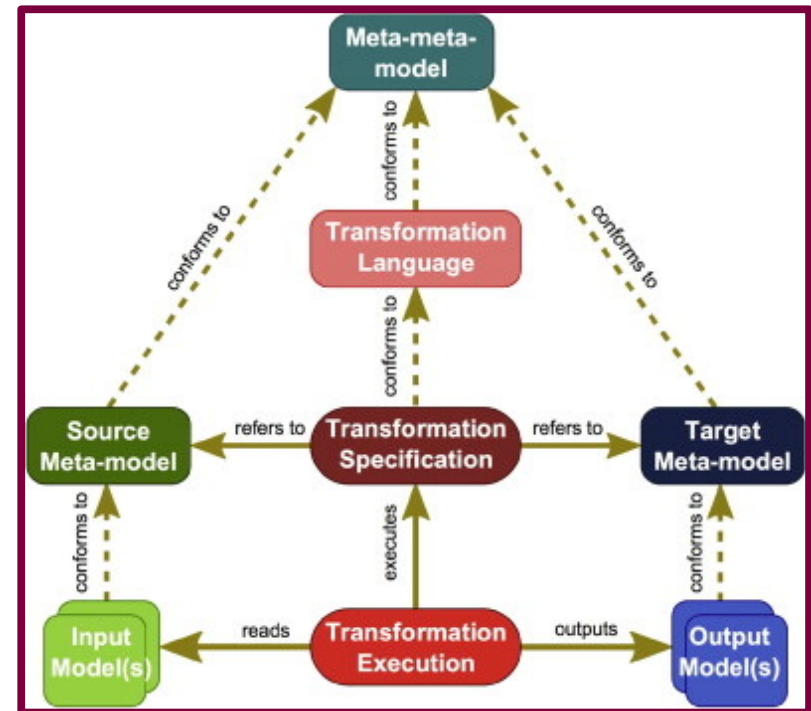 Meta-meta-
model
conforms to
conforms to
conforms to
Transformation
Language
conforms to
Source
Meta-model
refers to
Transformation
Specification
refers to
Target
Meta-model
conforms to
executes
conforms to
Input
Model(s)
reads
Transformation
Execution
outputs
Output
Model(s)